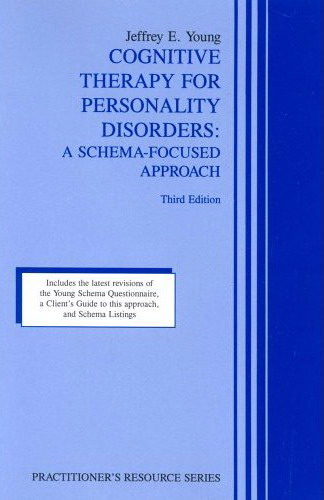 Jeffrey E. Young
COGNITIVE
THERAPY FOR
PERSONALITY
DISORDERS:
A SCHEMA-FOCUSED
APPROACH
Third Edition
Includes the latest revisions of
the Young Schema Questionnaire,
a Client's Guide to this approach,
and Schema Listings
PRACTITIONER'S RESOURCE SERIES